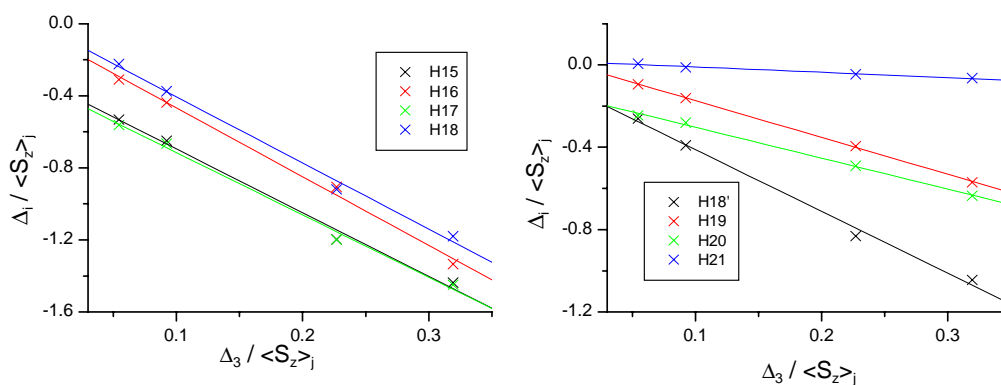 0.0
-0.4
-0.8
-1.2
-1.6
Δi / <Sz>j
H15
H16
H17
H18
0.1
0.2
0.3
Δ3 / <Sz>j
0.0
-0.4
-0.8
-1.2
Δi / <Sz>j
H18'
H19
H20
H21
0.1
0.2
0.3
Δ3 / <Sz>j